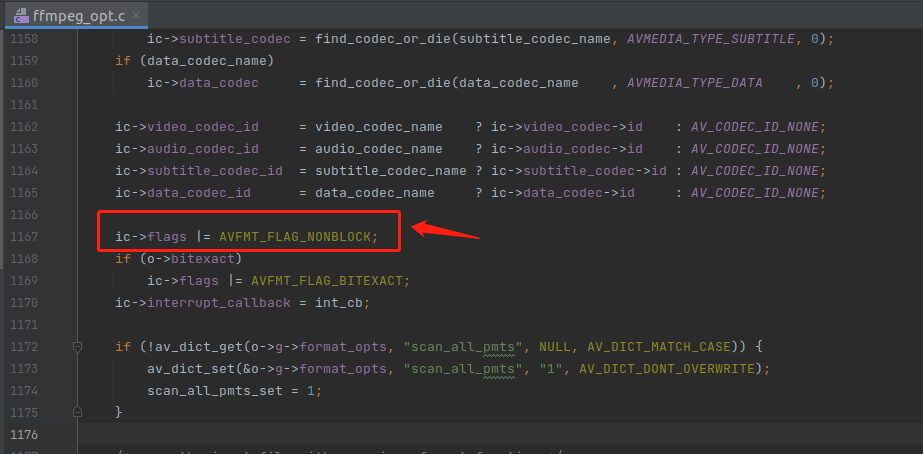 ffmpeg_opt.c
1158 ic->subtitle_codec = find_codec_or_die(subtitle_codec_name, AVMEDIA_TYPE_SUBTITLE, 0);
1159 if (data_codec_name)
1160 ic->data_codec = find_codec_or_die(data_codec_name , AVMEDIA_TYPE_DATA , 0);
1161
1162 ic->video_codec_id = video_codec_name ? ic->video_codec->id : AV_CODEC_ID_NONE;
1163 ic->audio_codec_id = audio_codec_name ? ic->audio_codec->id : AV_CODEC_ID_NONE;
1164 ic->subtitle_codec_id = subtitle_codec_name ? ic->subtitle_codec->id : AV_CODEC_ID_NONE;
1165 ic->data_codec_id = data_codec_name ? ic->data_codec->id : AV_CODEC_ID_NONE;
1166
1167 ic->flags |= AVFMT_FLAG_NONBLOCK;
1168 if (o->bitexact)
1169 ic->flags |= AVFMT_FLAG_BITEXACT;
1170 ic->interrupt_callback = int_cb;
1171
1172 if (!av_dict_get(o->g->format_opts, "scan_all_pmts", NULL, AV_DICT_MATCH_CASE)) {
1173 av_dict_set(&o->g->format_opts, "scan_all_pmts", "1", AV_DICT_DONT_OVERWRITE);
1174 scan_all_pmts_set = 1;
1175 }
1176